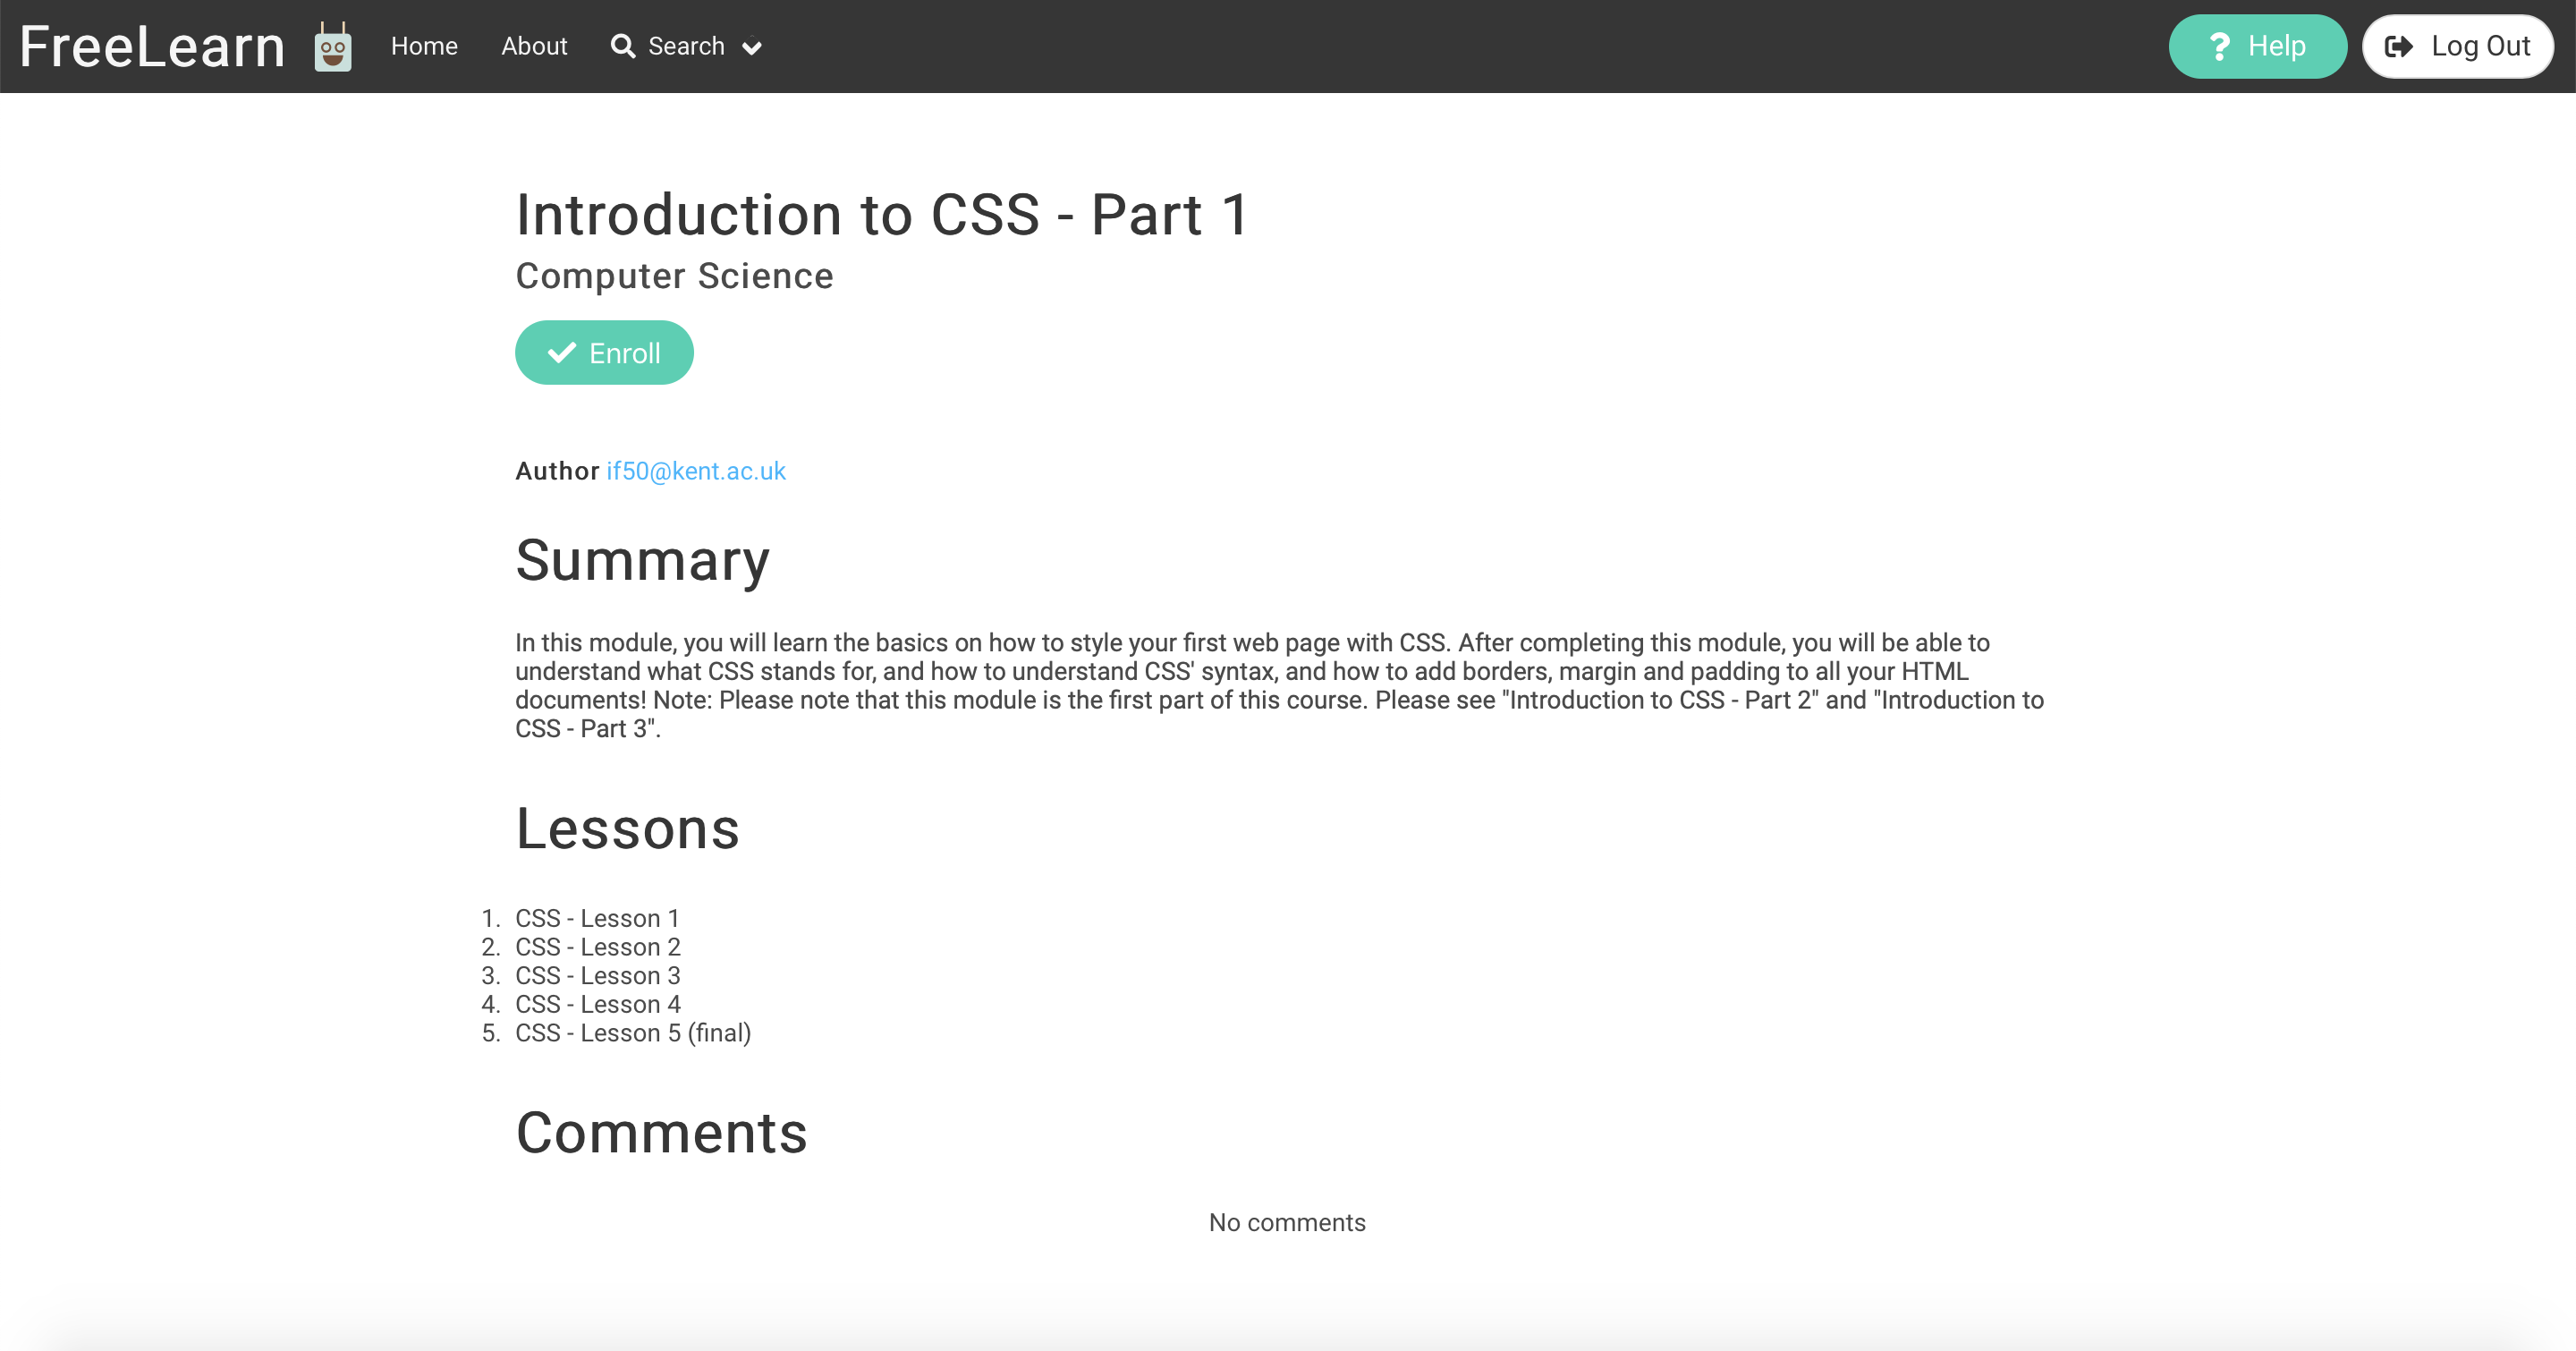 FreeLearn Home About Search Help Log Out
Introduction to CSS - Part 1
Computer Science
Enroll
Author if50@kent.ac.uk
Summary
In this module, you will learn the basics on how to style your first web page with CSS. After completing this module, you will be able to
understand what CSS stands for, and how to understand CSS' syntax, and how to add borders, margin and padding to all your HTML
documents! Note: Please note that this module is the first part of this course. Please see "Introduction to CSS - Part 2" and "Introduction to
CSS - Part 3".
Lessons
1. CSS - Lesson 1
2. CSS - Lesson 2
3. CSS - Lesson 3
4. CSS - Lesson 4
5. CSS - Lesson 5 (final)
Comments
No comments